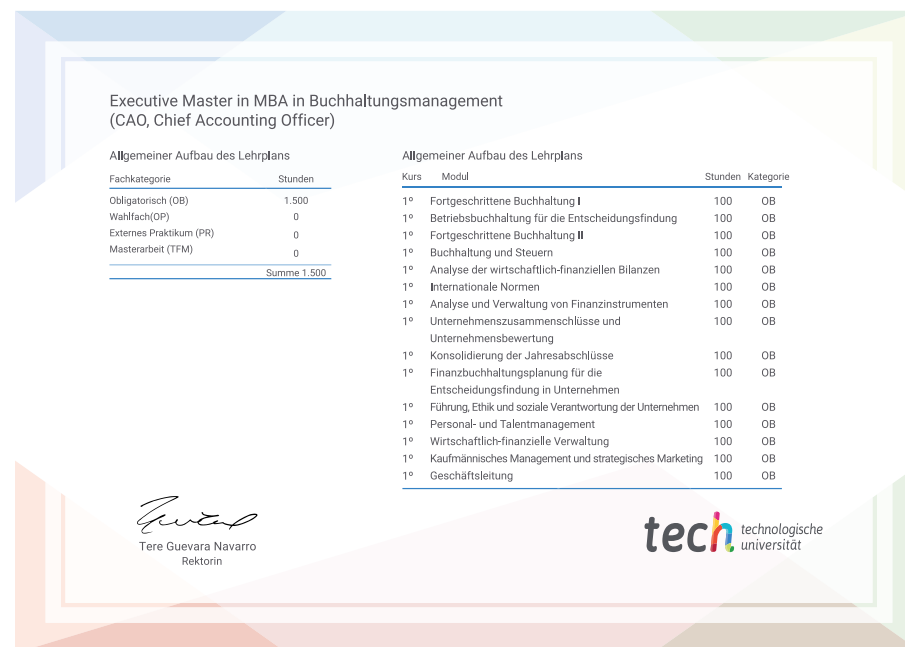 Executive Master in MBA in Buchhaltungsmanagement
(CAO, Chief Accounting Officer)
Allgemeiner Aufbau des Lehrplans
Fachkategorie Stunden
Obligatorisch (OB) 1.500
Wahlfach(OP) 0
Externes Praktikum (PR) 0
Masterarbeit (TFM) 0
Summe 1.500
Allgemeiner Aufbau des Lehrplans
Kurs Modul Stunden Kategorie
1º Fortgeschrittene Buchhaltung I 100 OB
1º Betriebsbuchhaltung für die Entscheidungsfindung 100 OB
1º Fortgeschrittene Buchhaltung II 100 OB
1º Buchhaltung und Steuern 100 OB
1º Analyse der wirtschaftlich-finanziellen Bilanzen 100 OB
1º Internationale Normen 100 OB
1º Analyse und Verwaltung von Finanzinstrumenten 100 OB
1º Unternehmenszusammenschlüsse und 100 OB
Unternehmensbewertung
1º Konsolidierung der Jahresabschlüsse 100 OB
1º Finanzbuchhaltungsplanung für die 100 OB
Entscheidungsfindung in Unternehmen
1º Führung, Ethik und soziale Verantwortung der Unternehmen 100 OB
1º Personal- und Talentmanagement 100 OB
1º Wirtschaftlich-finanzielle Verwaltung 100 OB
1º Kaufmännisches Management und strategisches Marketing 100 OB
1º Geschäftsleitung 100 OB
Tere Guevara Navarro
Rektorin
tech technologische
universität